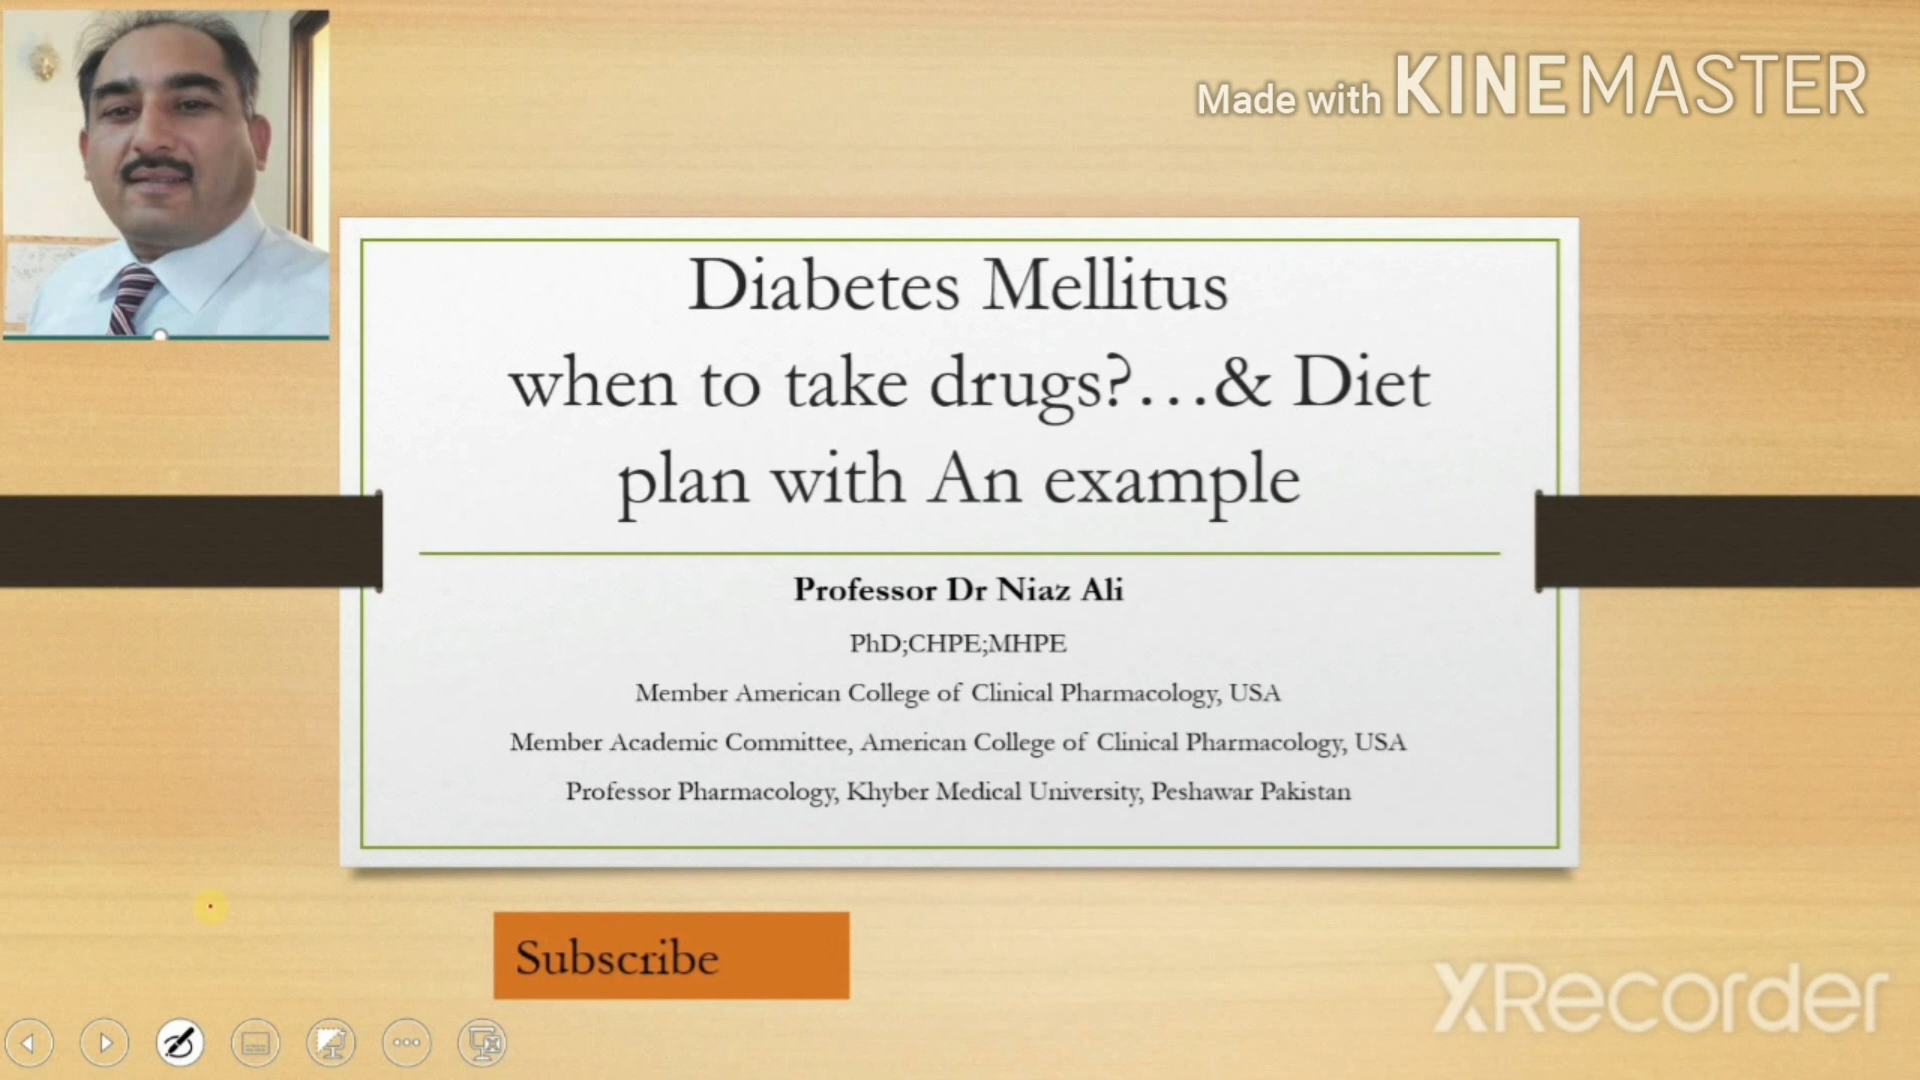 Made with KINEMASTER
Diabetes Mellitus
when to take drugs?...& Diet
plan with An example
Professor Dr Niaz Ali
PhD;CHPE;MHPE
Member American College of Clinical Pharmacology, USA
Member Academic Committee, American College of Clinical Pharmacology, USA
Professor Pharmacology, Khyber Medical University, Peshawar Pakistan
Subscribe
XRecorder